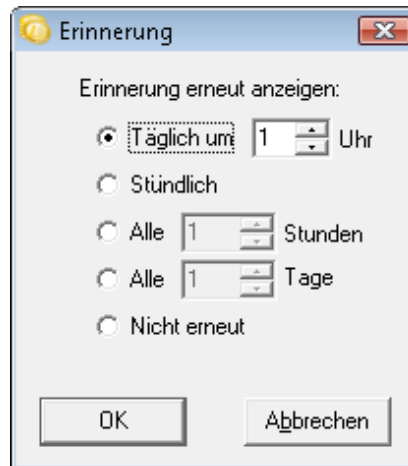 Erinnerung
Erinnerung erneut anzeigen:
Täglich um 1 Uhr
Stündlich
Alle 1 Stunden
Alle 1 Tage
Nicht erneut
OK Abbrechen